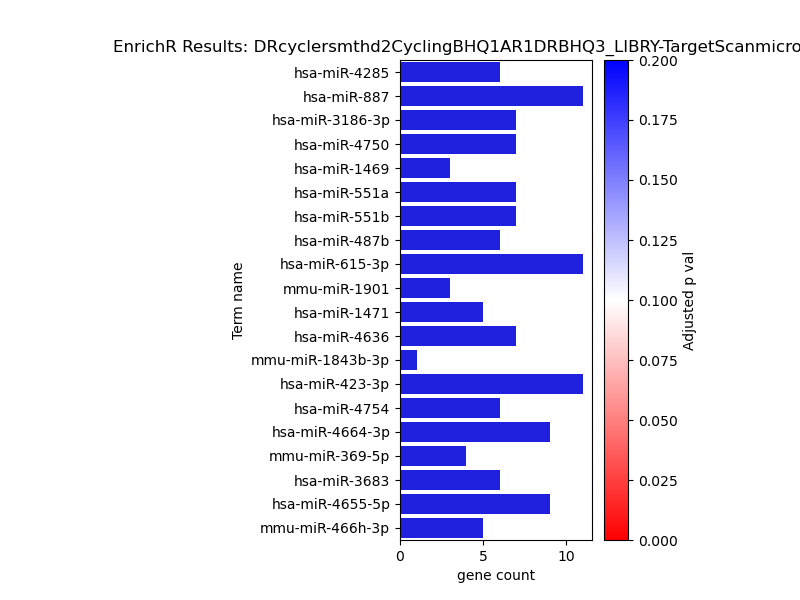 EnrichR Results: DRcyclersmthd2CyclingBHQ1AR1DRBHQ3_LIBRY-TargetScanmicro
hsa-miR-4285
hsa-miR-887
hsa-miR-3186-3p
hsa-miR-4750
hsa-miR-1469
hsa-miR-551a
hsa-miR-551b
hsa-miR-487b
hsa-miR-615-3p
mmu-miR-1901
hsa-miR-1471
hsa-miR-4636
mmu-miR-1843b-3p
hsa-miR-423-3p
hsa-miR-4754
hsa-miR-4664-3p
mmu-miR-369-5p
hsa-miR-3683
hsa-miR-4655-5p
mmu-miR-466h-3p
Term name
0 5 10
gene count
0.200
0.175
0.150
0.125
0.100
0.075
0.050
0.025
0.000
Adjusted p val